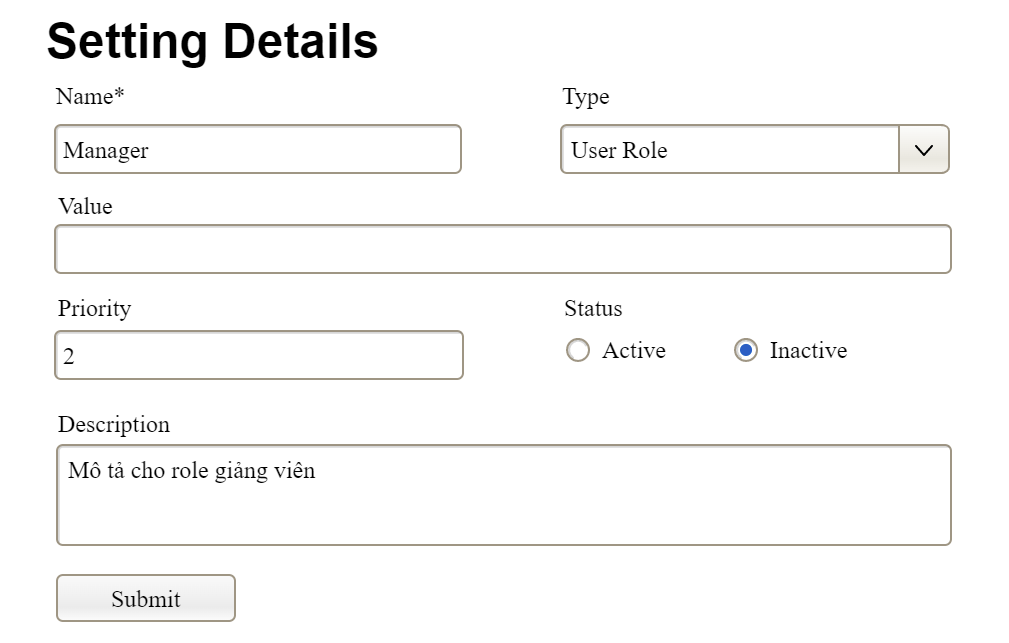 Setting Details
Name*
Type
Manager
User Role
Value
Priority
Status
2
Active
Inactive
Description
Mô tả cho role giảng viên
Submit